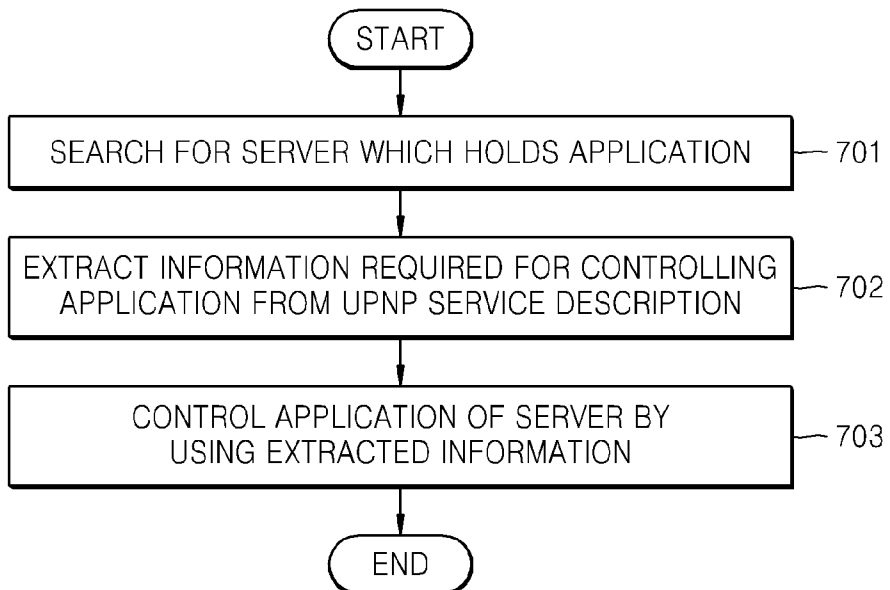 START
SEARCH FOR SERVER WHICH HOLDS APPLICATION
701
EXTRACT INFORMATION REQUIRED FOR CONTROLLING
APPLICATION FROM UPNP SERVICE DESCRIPTION
702
CONTROL APPLICATION OF SERVER BY
USING EXTRACTED INFORMATION
703
END